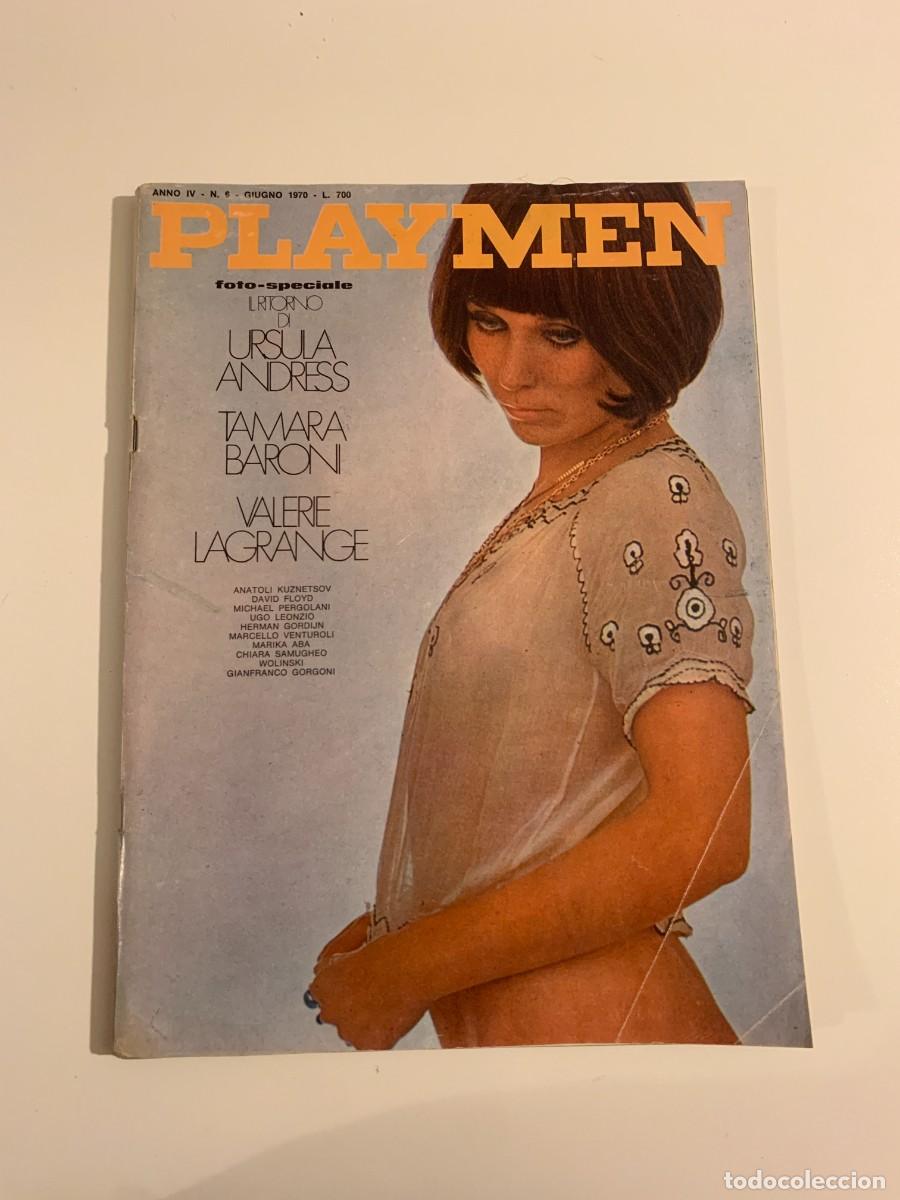 ANNO IV - N. 6 - GIUGNO 1970 - L. 700
PLAYMEN
foto-speciale
IL RITORNO
DI
URSULA
ANDRESS
TAMARA
BARONI
VALERIE
LAGRANGE
ANATOLI KUZNETSOV
DAVID FLOYD
MICHAEL PERGOLANI
UGO LEONZIO
HERMAN GORDIJN
MARCELLO VENTUROLI
MARIKA ABA
CHIARA SAMUGHEO
WOLINSKI
GIANFRANCO GORGONI
todocoleccion